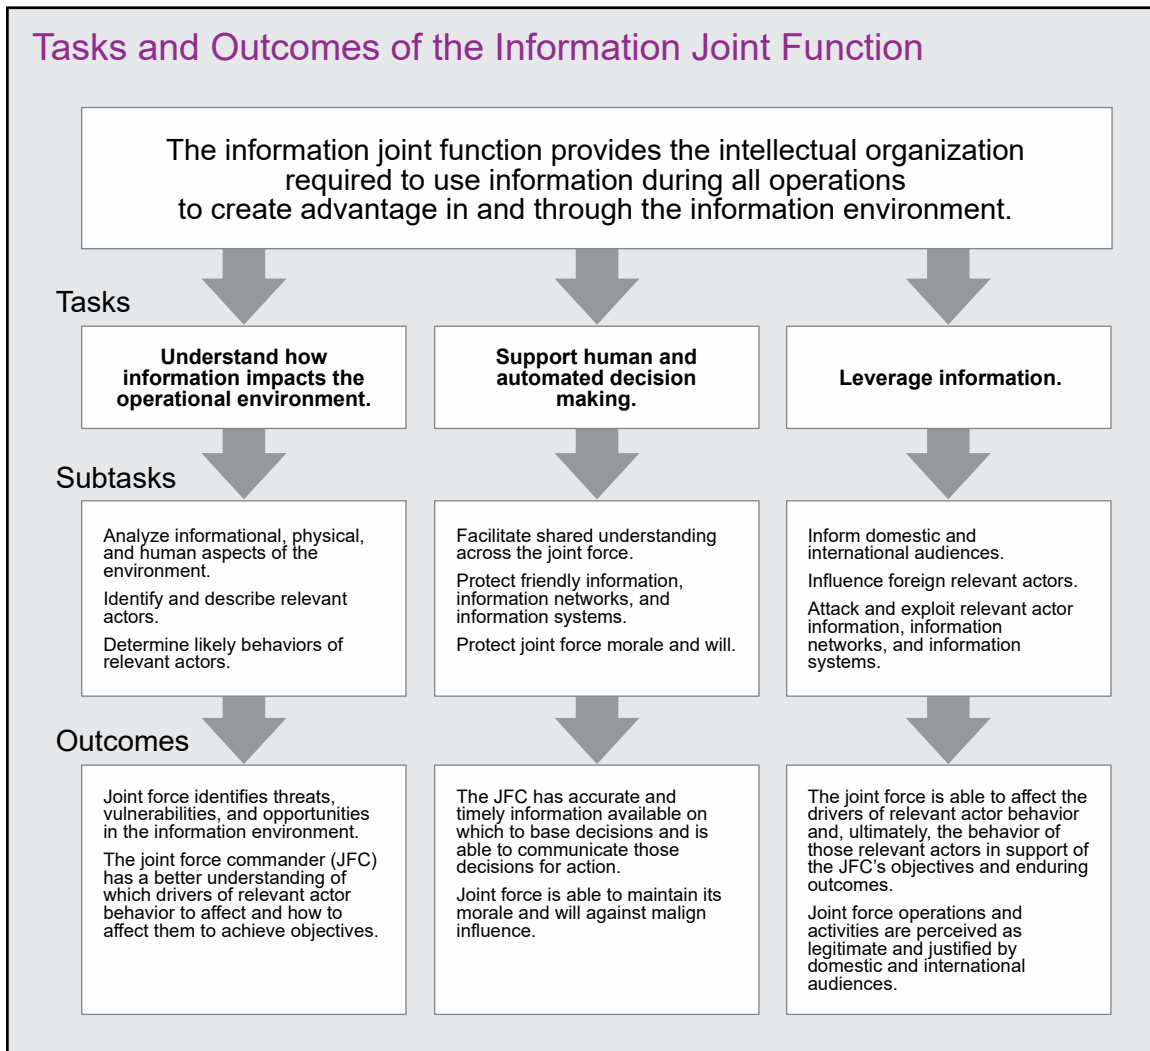 Tasks and Outcomes of the Information Joint Function
The information joint function provides the intellectual organization
required to use information during all operations
to create advantage in and through the information environment.
Tasks
Understand how
information impacts the
operational environment.
Support human and
automated decision
making.
Leverage information.
Subtasks
Analyze informational, physical,
and human aspects of the
environment.
Identify and describe relevant
actors.
Determine likely behaviors of
relevant actors.
Facilitate shared understanding
across the joint force.
Protect friendly information,
information networks, and
information systems.
Protect joint force morale and will.
Inform domestic and
international audiences.
Influence foreign relevant actors.
Attack and exploit relevant actor
information, information
networks, and information
systems.
Outcomes
Joint force identifies threats,
vulnerabilities, and opportunities
in the information environment.
The joint force commander (JFC)
has a better understanding of
which drivers of relevant actor
behavior to affect and how to
affect them to achieve objectives.
The JFC has accurate and
timely information available on
which to base decisions and is
able to communicate those
decisions for action.
Joint force is able to maintain its
morale and will against malign
influence.
The joint force is able to affect the
drivers of relevant actor behavior
and, ultimately, the behavior of
those relevant actors in support
of the JFC’s objectives and enduring
outcomes.
Joint force operations and
activities are perceived as
legitimate and justified by
domestic and international
audiences.